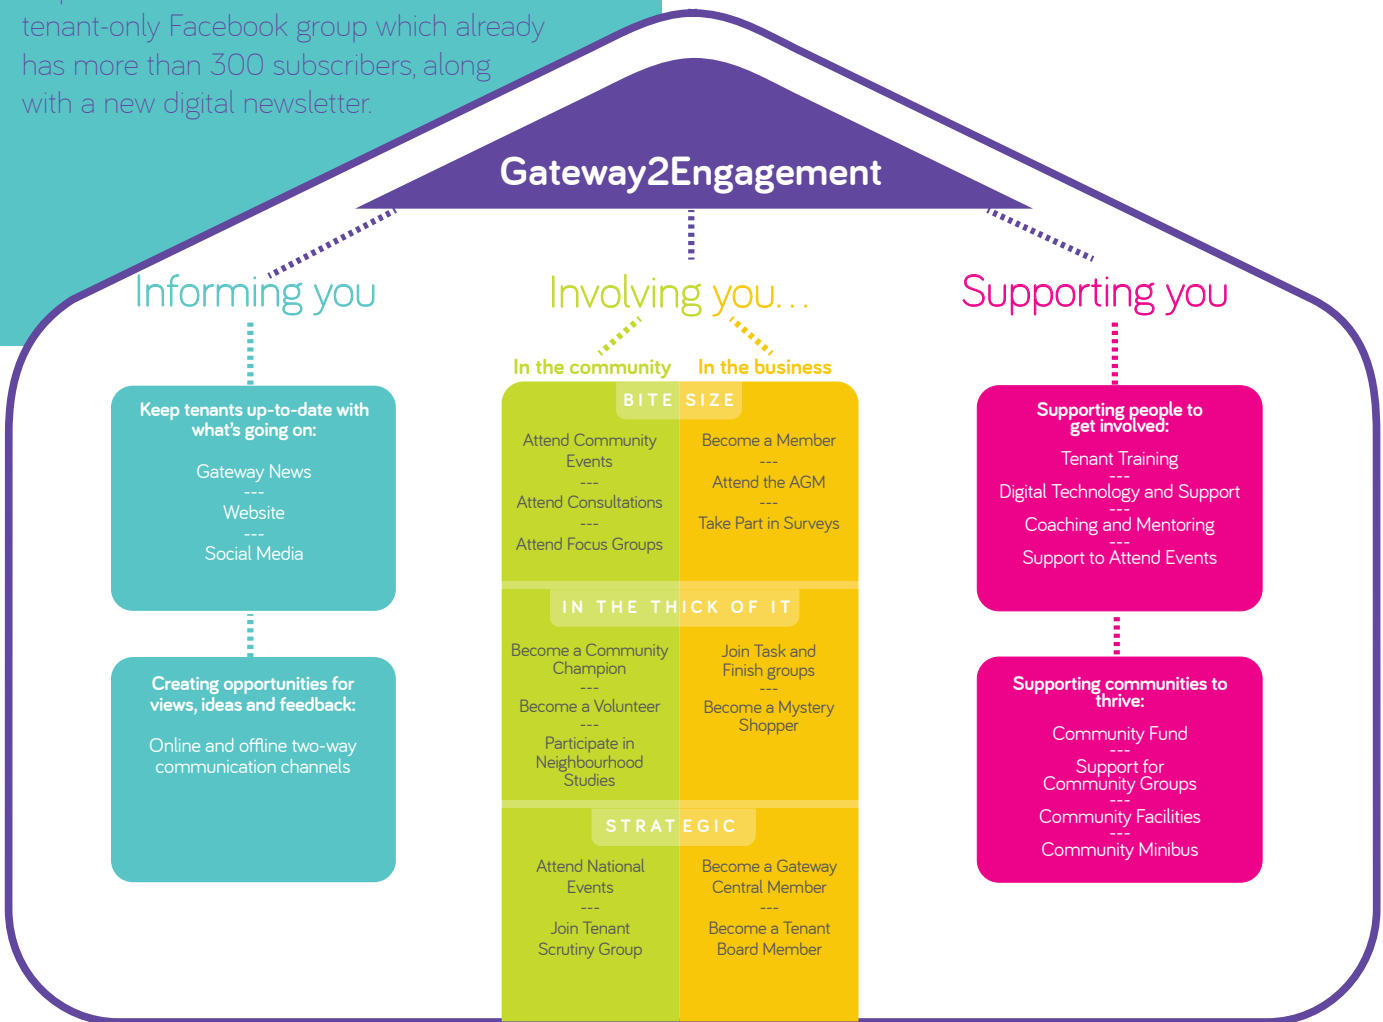 tenant-only Facebook group which already
has more than 300 subscribers, along
with a new digital newsletter.
Gateway2Engagement
Informing you
Keep tenants up-to-date with
what's going on:
Gateway News
---
Website
---
Social Media
Creating opportunities for
views, ideas and feedback:
Online and offline two-way
communication channels
Involving you...
In the community
In the business
BITE SIZE
Attend Community
Events
---
Attend Consultations
---
Attend Focus Groups
Become a Member
---
Attend the AGM
---
Take Part in Surveys
IN THE THICK OF IT
Become a Community
Champion
---
Become a Volunteer
---
Participate in
Neighbourhood
Studies
Join Task and
Finish groups
---
Become a Mystery
Shopper
STRATEGIC
Attend National
Events
---
Join Tenant
Scrutiny Group
Become a Gateway
Central Member
---
Become a Tenant
Board Member
Supporting you
Supporting people to
get involved:
Tenant Training
---
Digital Technology and Support
---
Coaching and Mentoring
---
Support to Attend Events
Supporting communities to
thrive:
Community Fund
---
Support for
Community Groups
---
Community Facilities
---
Community Minibus